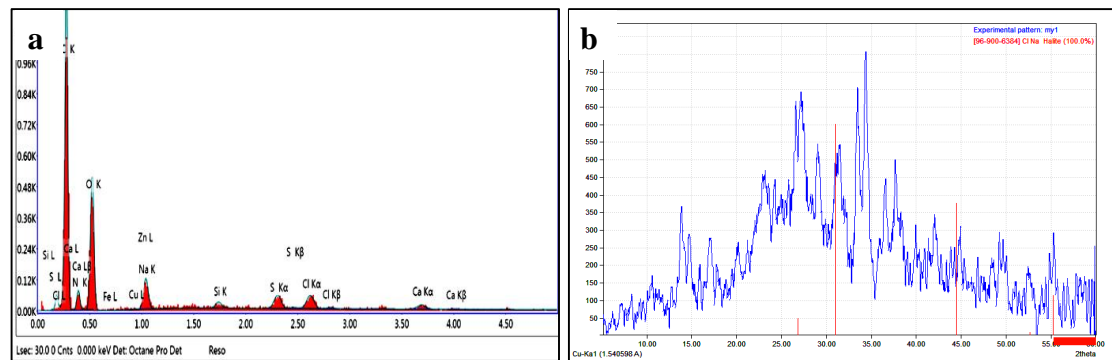 a
C K
0.96K
0.80K
0.64K
0.48K
0.36K
0.24K
0.12K
0.00K
O K
Zn L
Si L
Ca L
Na K
S Kβ
Ca Lβ
S L
N K
Cl L
Fe L
Cu L
Si K
S Kα
Cl Kα
Cl Kβ
Ca Kα
Ca Kβ
0.00 0.50 1.00 1.50 2.00 2.50 3.00 3.50 4.00 4.50
Lsec: 30.0 0 Cnts 0.000 keV Det: Octane Pro Det Reso
b
Experimental pattern: my1
[96-900-6384] Cl Na Halite (100.0%)
750
700
650
600
550
500
450
400
350
300
250
200
150
100
50
10.00 15.00 20.00 25.00 30.00 35.00 40.00 45.00 50.00 55.00
Cu-Ka1 (1.540598 A) 2theta